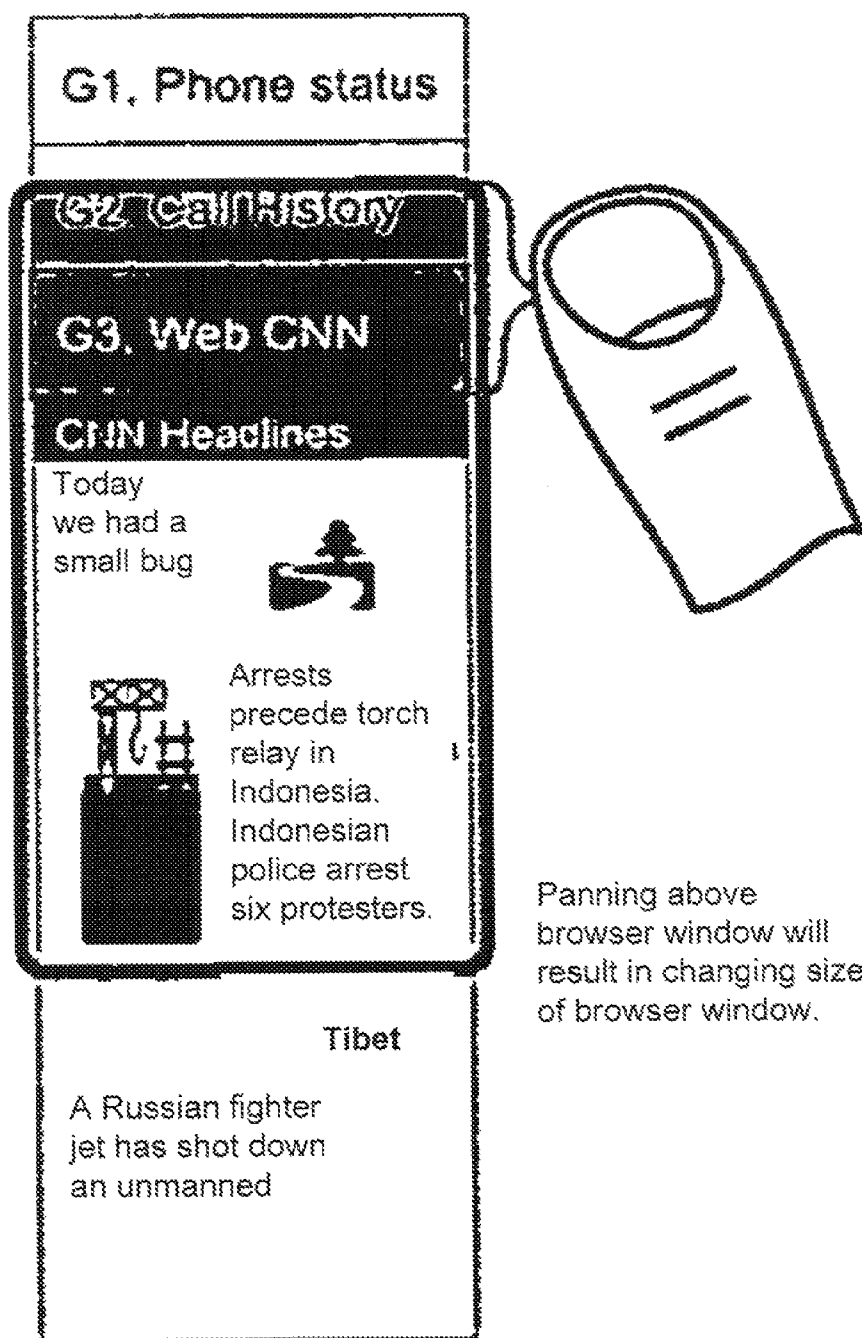 G1. Phone status
G2. Call History
G3. Web CNN
CNN Headlines
Today
we had a
small bug
Arrests
precede torch
relay in
Indonesia.
Indonesian
police arrest
six protesters.
Panning above
browser window will
result in changing size
of browser window.
Tibet
A Russian fighter
jet has shot down
an unmanned